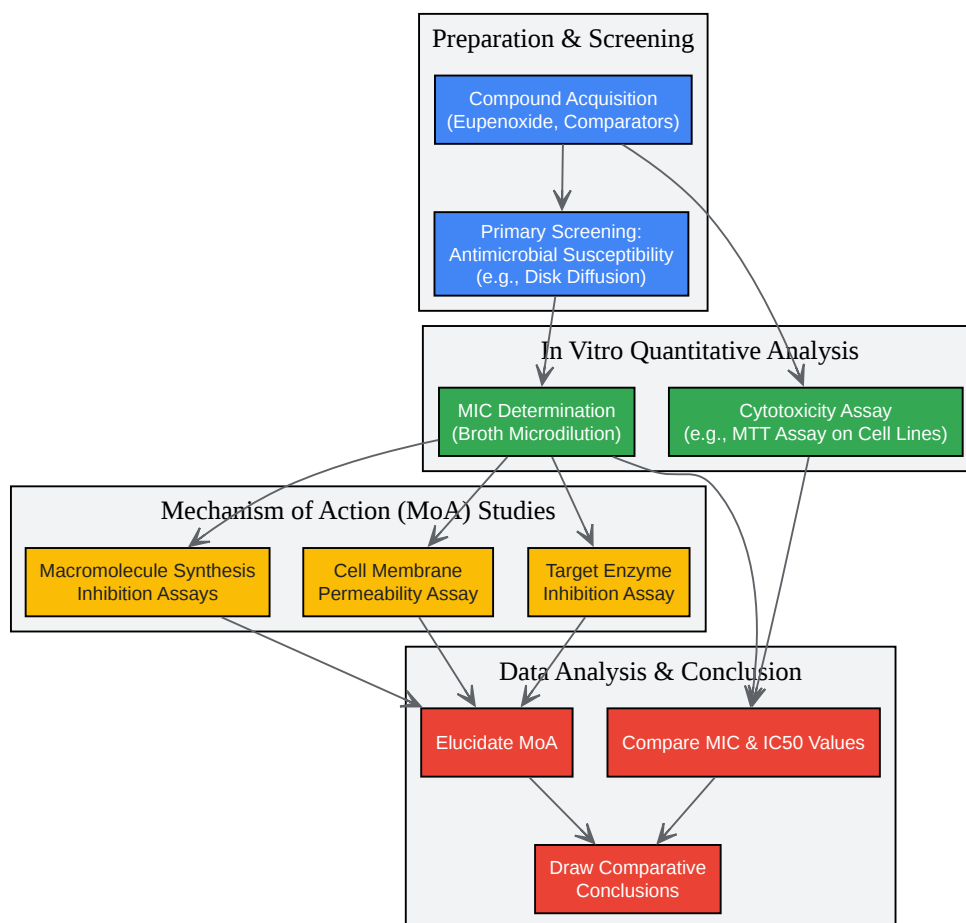 Preparation & Screening
Compound Acquisition
(Eupenoxide, Comparators)
Primary Screening:
Antimicrobial Susceptibility
(e.g., Disk Diffusion)
In Vitro Quantitative Analysis
MIC Determination
(Broth Microdilution)
Cytotoxicity Assay
(e.g., MTT Assay on Cell Lines)
Mechanism of Action (MoA) Studies
Macromolecule Synthesis
Inhibition Assays
Cell Membrane
Permeability Assay
Target Enzyme
Inhibition Assay
Data Analysis & Conclusion
Elucidate MoA
Compare MIC & IC50 Values
Draw Comparative
Conclusions